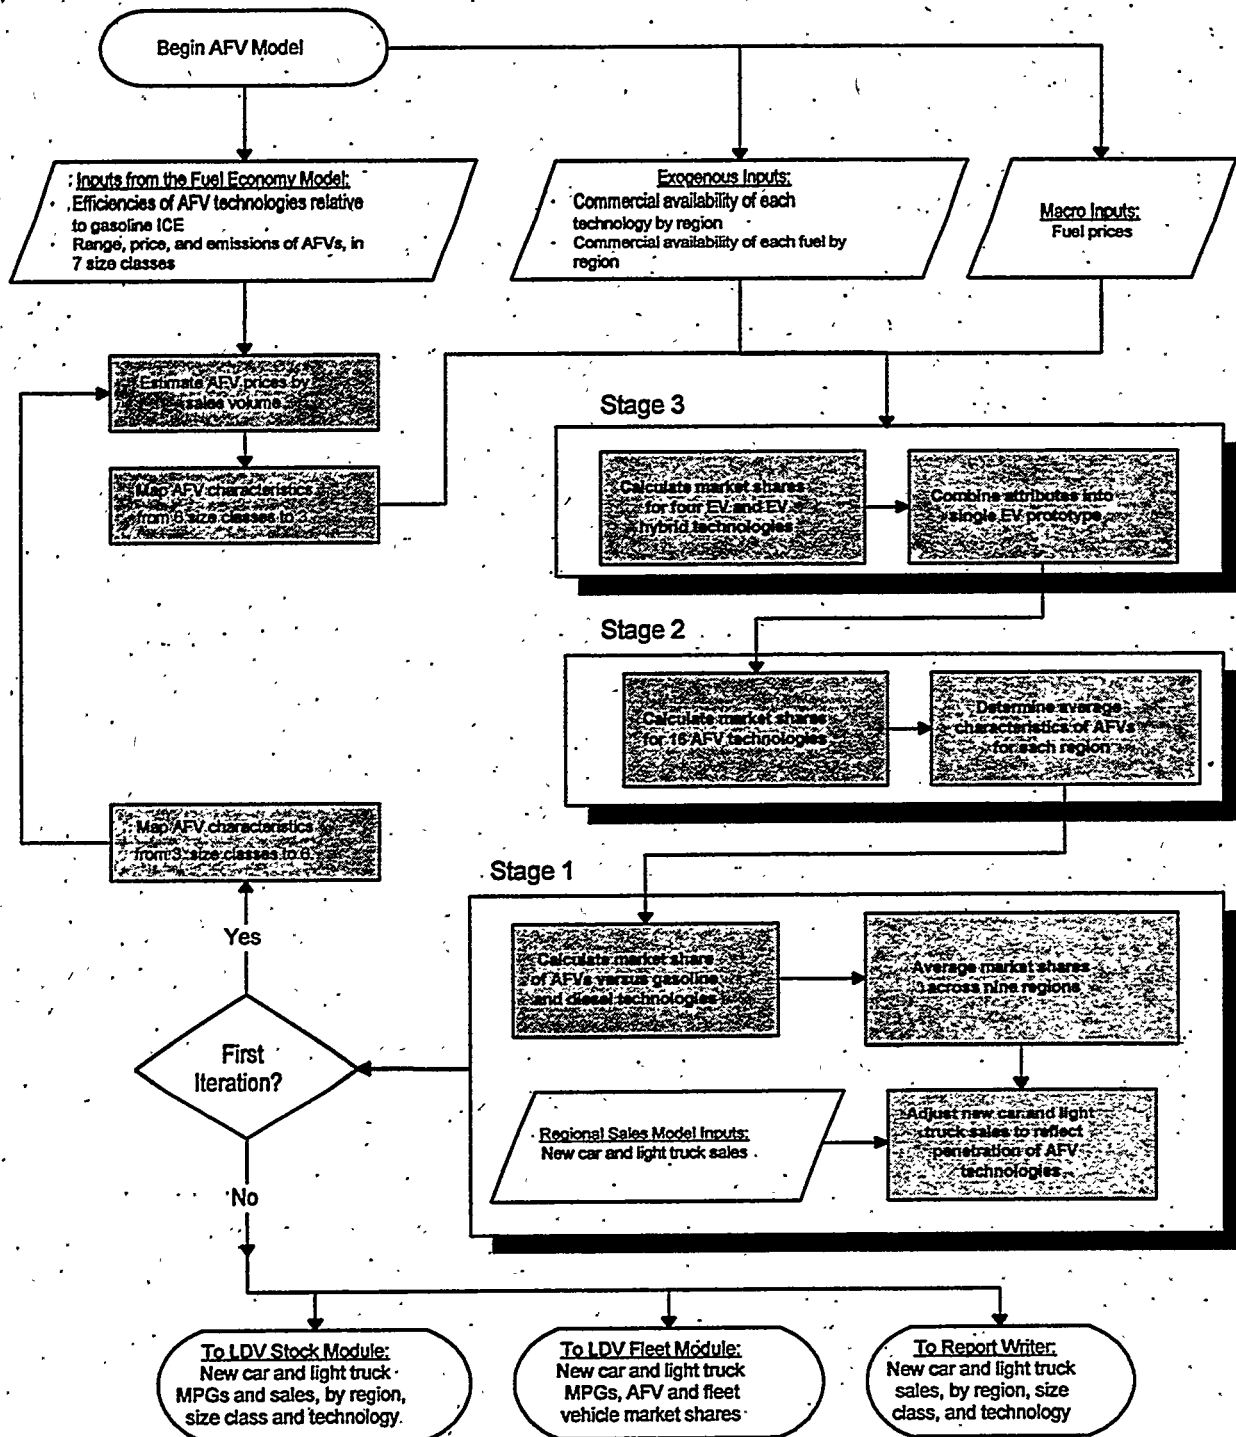 Begin AFV Model
Inputs from the Fuel Economy Model:
· Efficiencies of AFV technologies relative
to gasoline ICE
· Range, price, and emissions of AFVs, in
7 size classes
Exogenous Inputs:
· Commercial availability of each
technology by region
· Commercial availability of each fuel by
region
Macro Inputs:
Fuel prices
Estimate AFV prices by
sales volume
Map AFV characteristics
from 6 size classes to
Stage 3
Calculate market shares
for four EV and EV
hybrid technologies
Combine attributes into
single EV prototype
Stage 2
Calculate market shares
for 16 AFV technologies
Determine average
characteristics of AFVs
for each region
Map AFV characteristics
from 3 size classes to 6
Stage 1
Calculate market share
of AFVs versus gasoline
and diesel technologies
Average market shares
across nine regions
Yes
First
Iteration?
Regional Sales Model Inputs:
New car and light truck sales
Adjust new car and light
truck sales to reflect
penetration of AFV
technologies
No
To LDV Stock Module:
New car and light truck
MPGs and sales, by region,
size class and technology.
To LDV Fleet Module:
New car and light truck
MPGs, AFV and fleet
vehicle market shares
To Report Writer:
New car and light truck
sales, by region, size
class, and technology